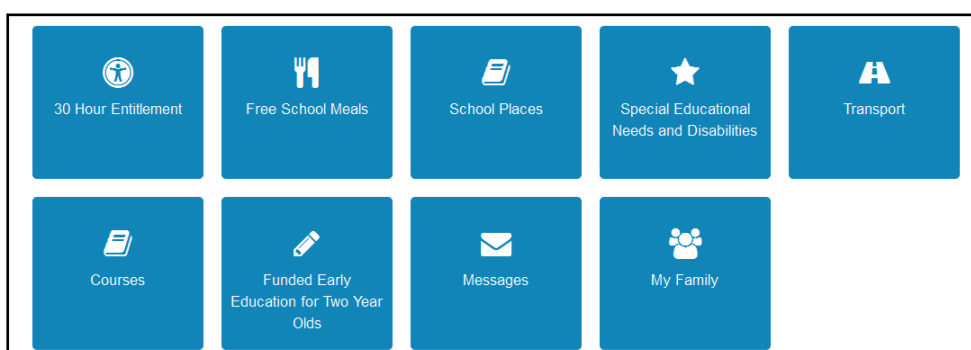 30 Hour Entitlement
Free School Meals
School Places
Special Educational
Needs and Disabilities
Transport
Courses
Funded Early
Education for Two Year
Olds
Messages
My Family